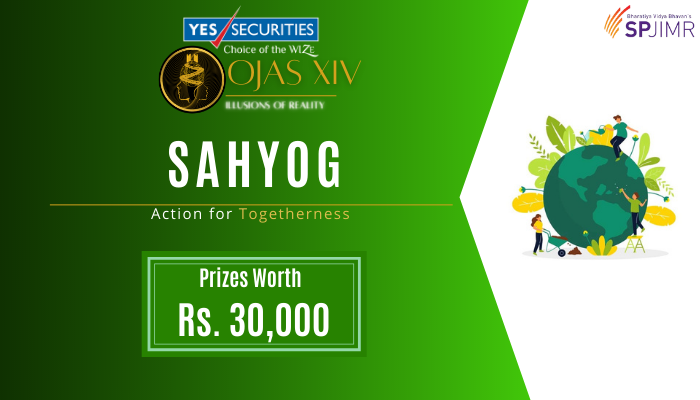 YES SECURITIES
Choice of the WIZE
OJAS XIV
ILLUSIONS OF REALITY
Bharatiya Vidya Bhavan's
SPJIMR
SAHYOG
Action for Togetherness
Prizes Worth
Rs. 30,000